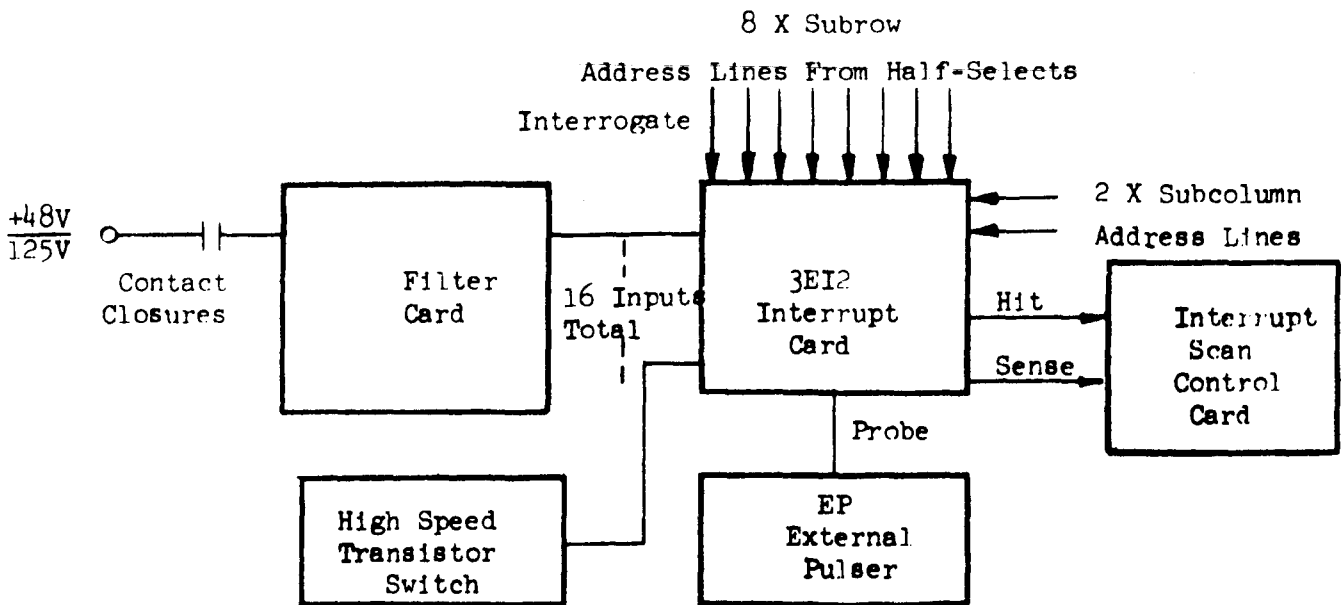 8 X Subrow
Address Lines From Half-Selects
Interrogate
+48V
125V
Contact
Closures
Filter
Card
16 Inputs
Total
3EI2
Interrupt
Card
2 X Subcolumn
Address Lines
Hit
Sense
Interrupt
Scan
Control
Card
Probe
High Speed
Transistor
Switch
EP
External
Pulser